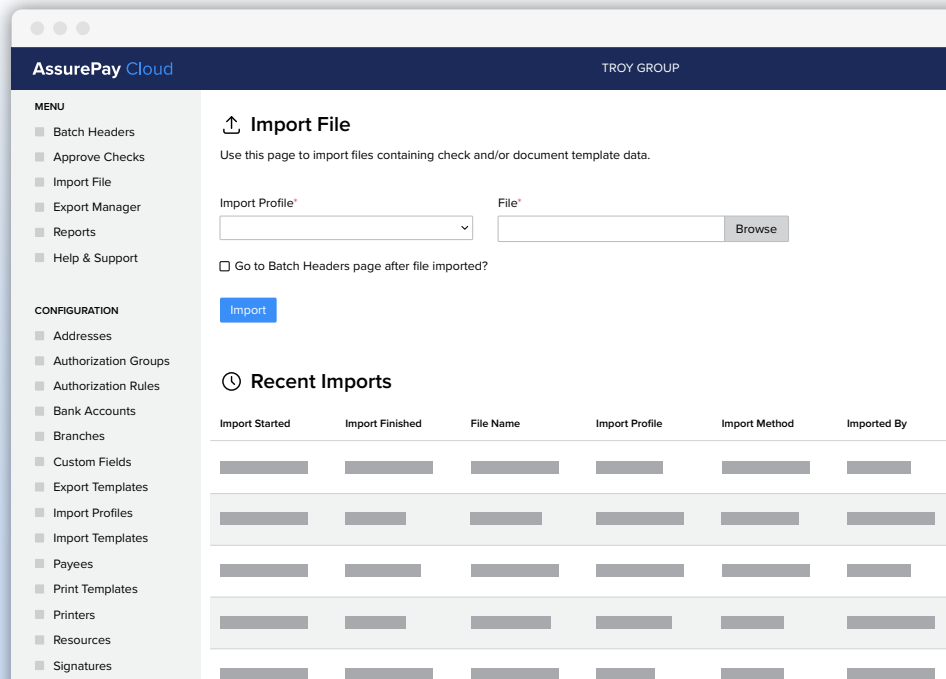 AssurePay Cloud
TROY GROUP
MENU
Batch Headers
Approve Checks
Import File
Export Manager
Reports
Help & Support
CONFIGURATION
Addresses
Authorization Groups
Authorization Rules
Bank Accounts
Branches
Custom Fields
Export Templates
Import Profiles
Import Templates
Payees
Print Templates
Printers
Resources
Signatures
Import File
Use this page to import files containing check and/or document template data.
Import Profile* File*
Browse
Go to Batch Headers page after file imported?
Import
Recent Imports
Import Started Import Finished File Name Import Profile Import Method Imported By